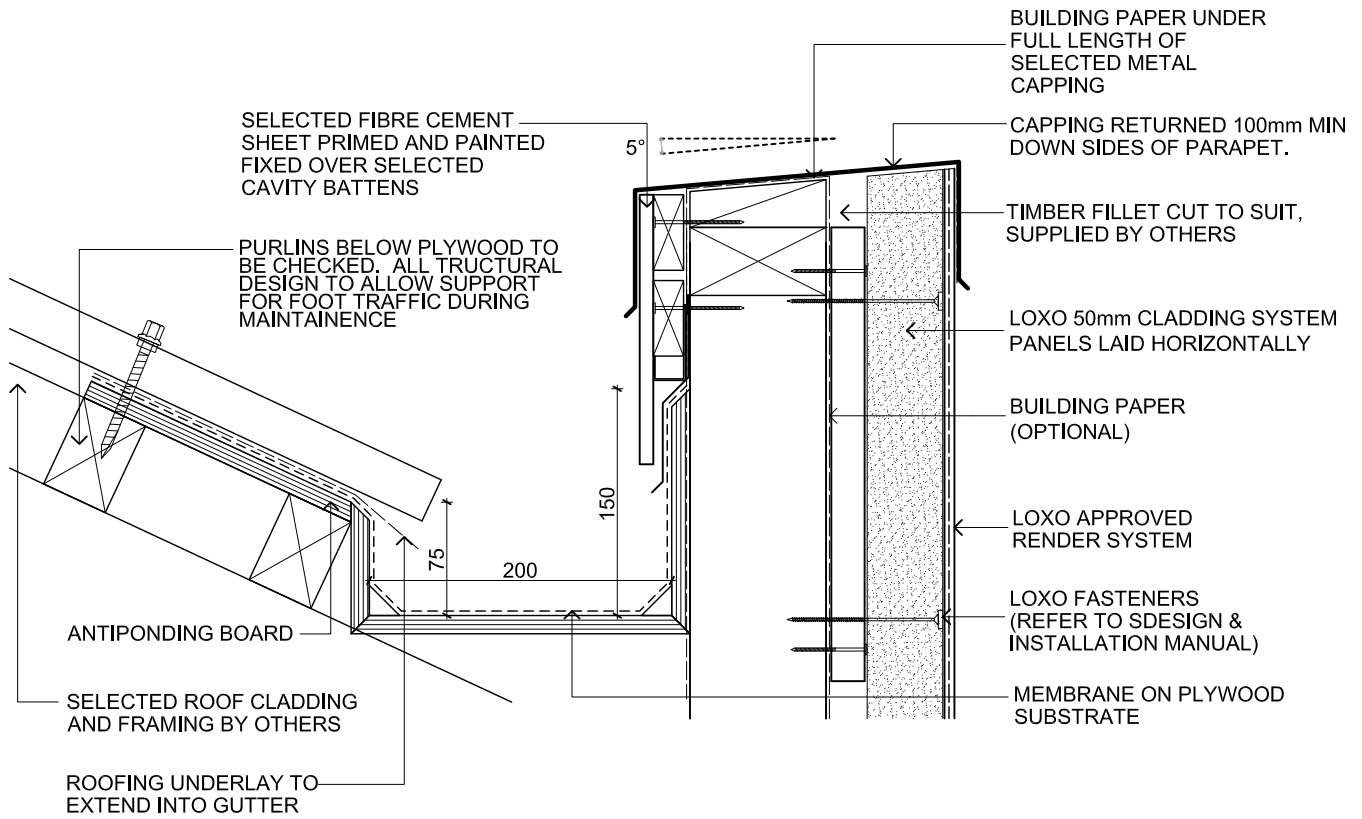 BUILDING PAPER UNDER
FULL LENGTH OF
SELECTED METAL
CAPPING
SELECTED FIBRE CEMENT
SHEET PRIMED AND PAINTED
FIXED OVER SELECTED
CAVITY BATTENS
5°
CAPPING RETURNED 100mm MIN
DOWN SIDES OF PARAPET.
TIMBER FILLET CUT TO SUIT,
SUPPLIED BY OTHERS
PURLINS BELOW PLYWOOD TO
BE CHECKED. ALL TRUCTURAL
DESIGN TO ALLOW SUPPORT
FOR FOOT TRAFFIC DURING
MAINTAINENCE
LOXO 50mm CLADDING SYSTEM
PANELS LAID HORIZONTALLY
BUILDING PAPER
(OPTIONAL)
150
75
200
LOXO APPROVED
RENDER SYSTEM
LOXO FASTENERS
(REFER TO SDESIGN &
INSTALLATION MANUAL)
ANTIPONDING BOARD
MEMBRANE ON PLYWOOD
SUBSTRATE
SELECTED ROOF CLADDING
AND FRAMING BY OTHERS
ROOFING UNDERLAY TO
EXTEND INTO GUTTER